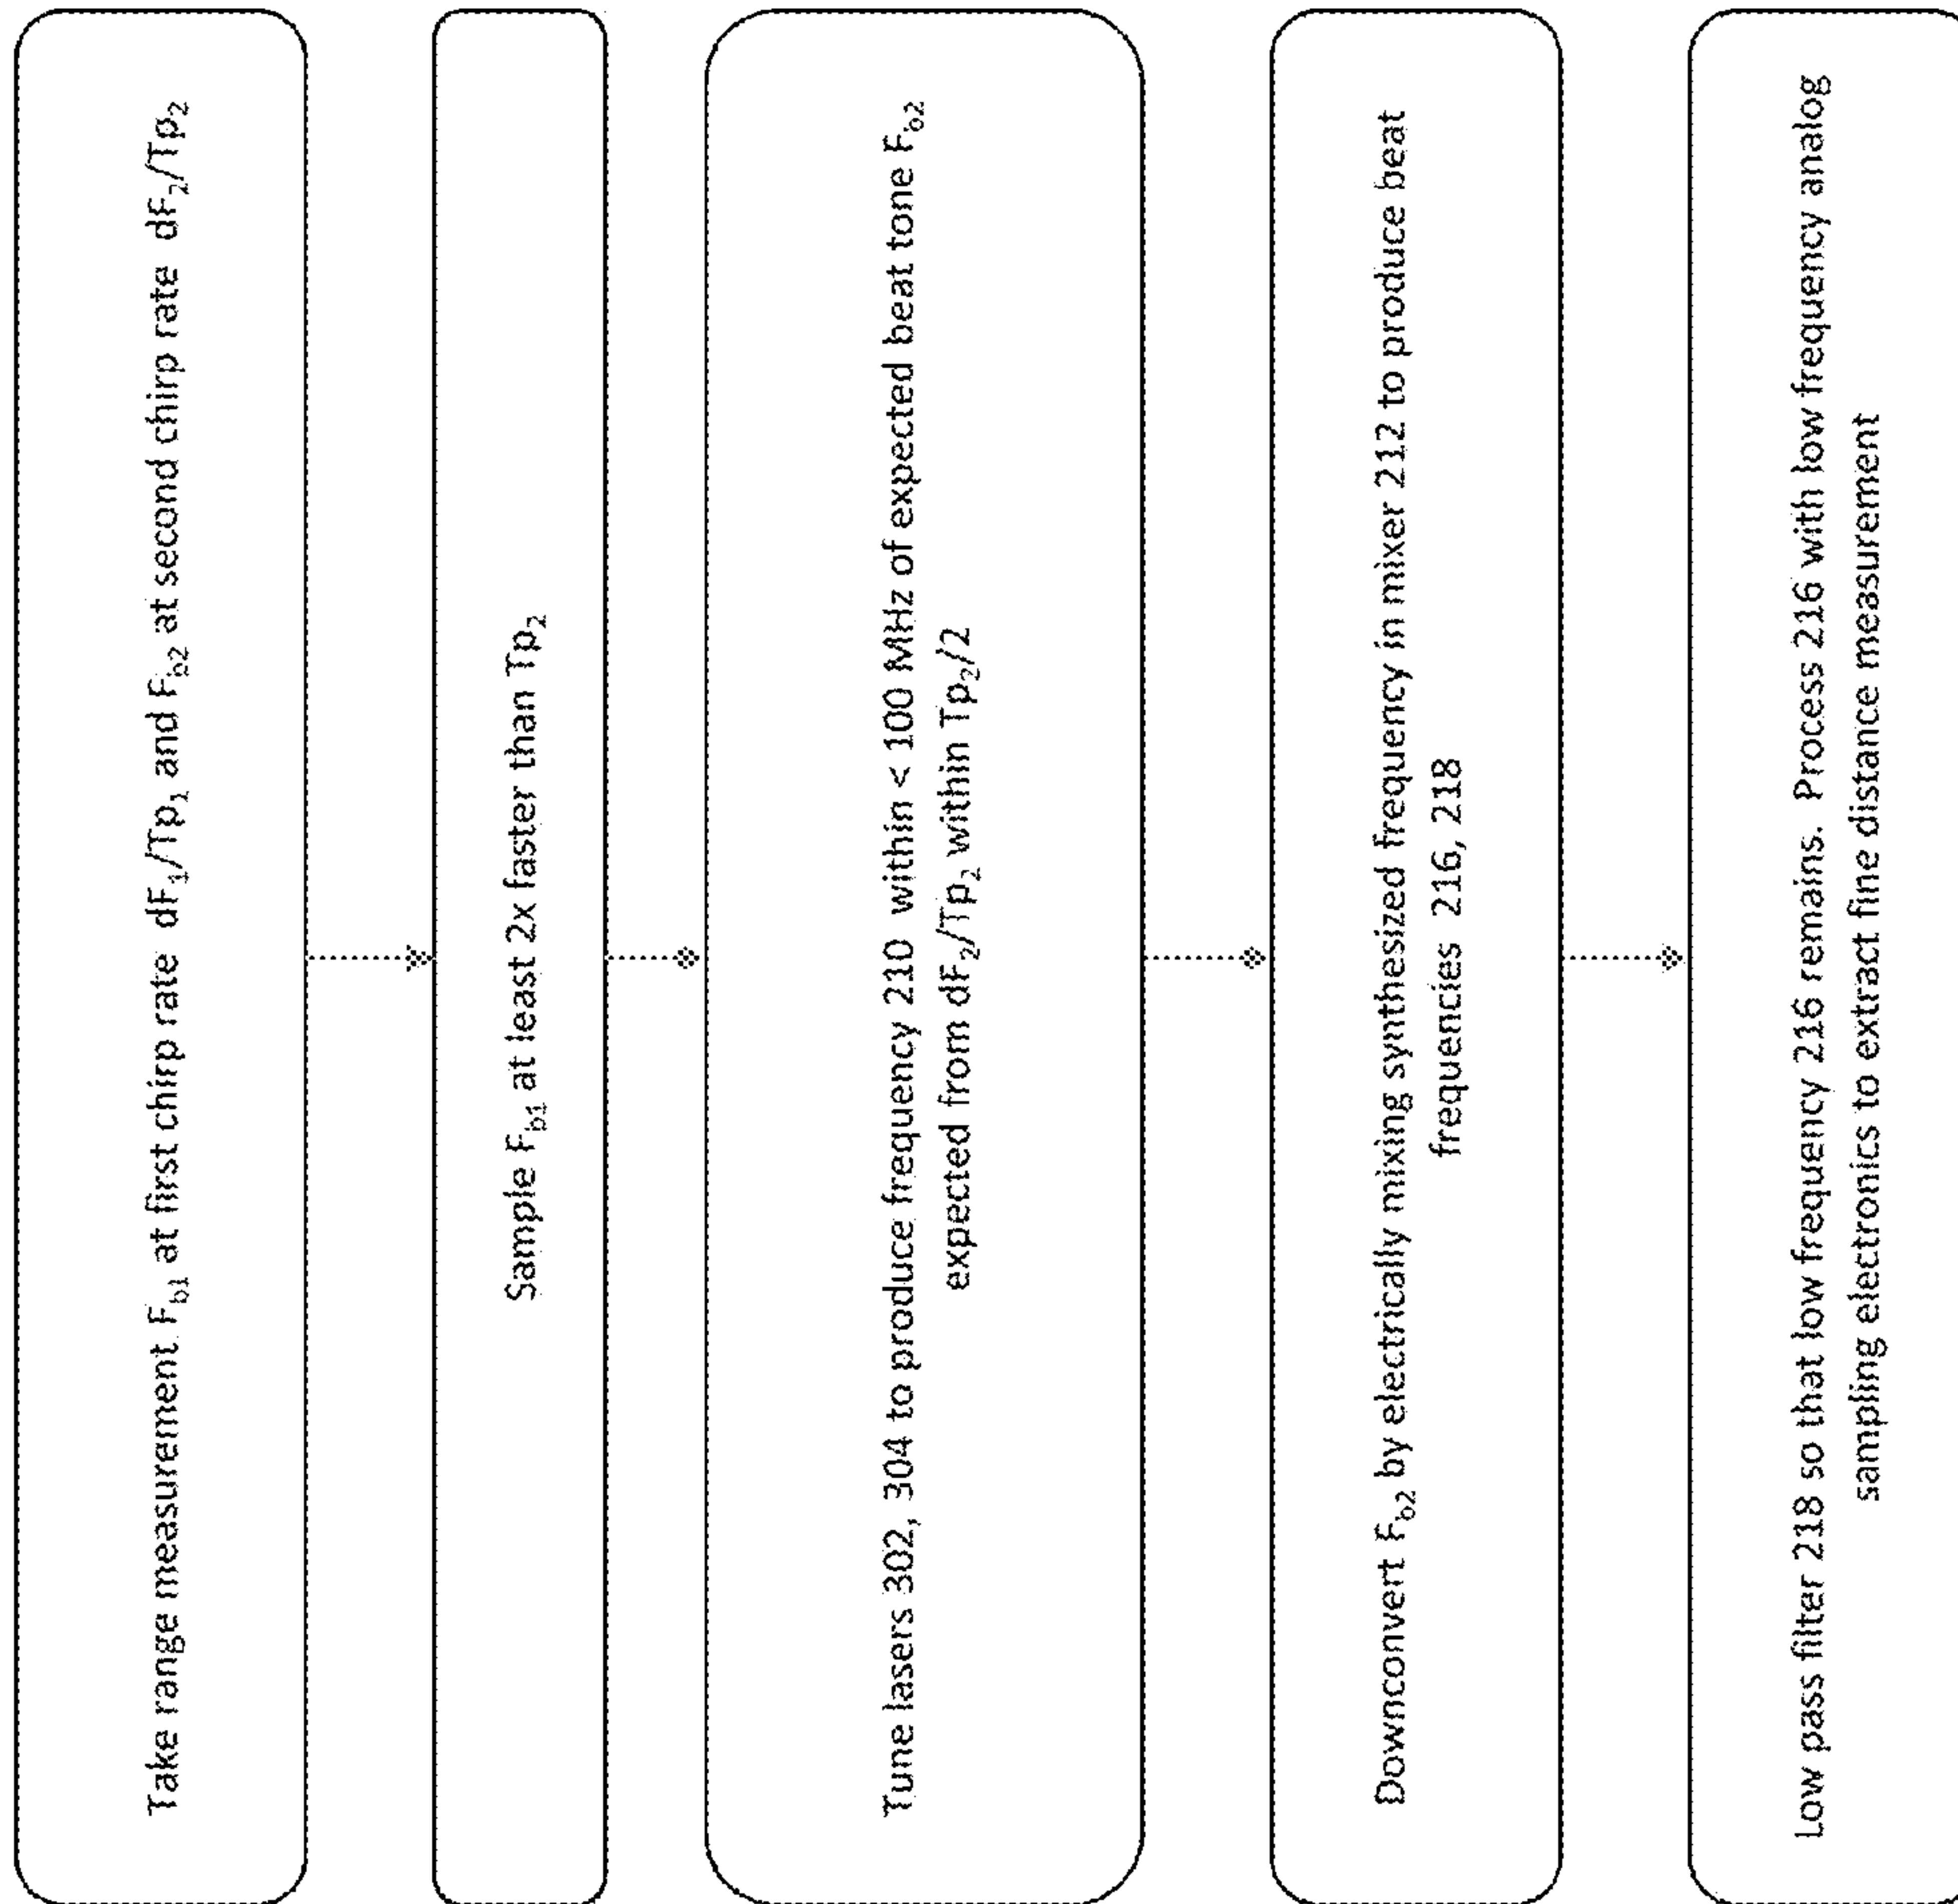 Take range measurement F_b1 at first chirp rate dF_1/Tp_1 and F_b2 at second chirp rate dF_2/Tp_2
Sample F_b1 at least 2x faster than Tp_2
Tune lasers 302, 304 to produce frequency 210 within < 100 MHz of expected beat tone F_b2
expected from dF_2/Tp_2 within Tp_2/2
Downconvert F_b2 by electrically mixing synthesized frequency in mixer 212 to produce beat
frequencies 216, 218
Low pass filter 218 so that low frequency 216 remains. Process 216 with low frequency analog
sampling electronics to extract fine distance measurement